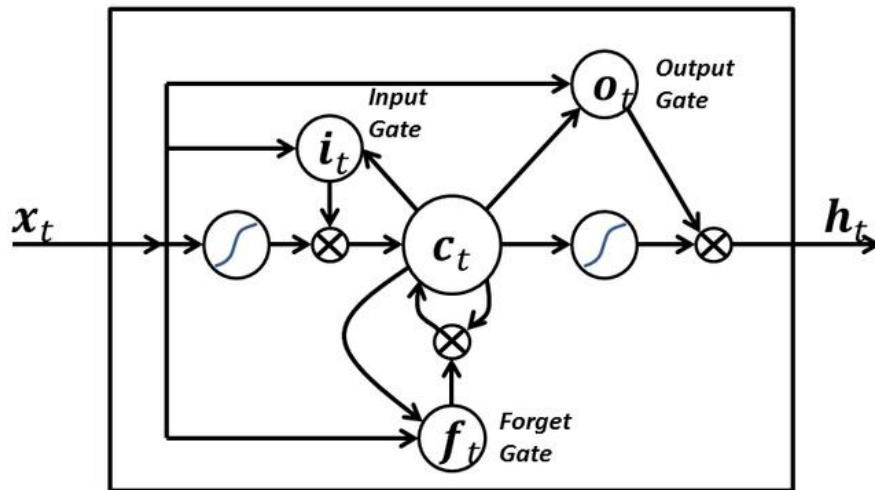 Output
Gate
o_t
Input
Gate
i_t
x_t
c_t
h_t
f_t
Forget
Gate